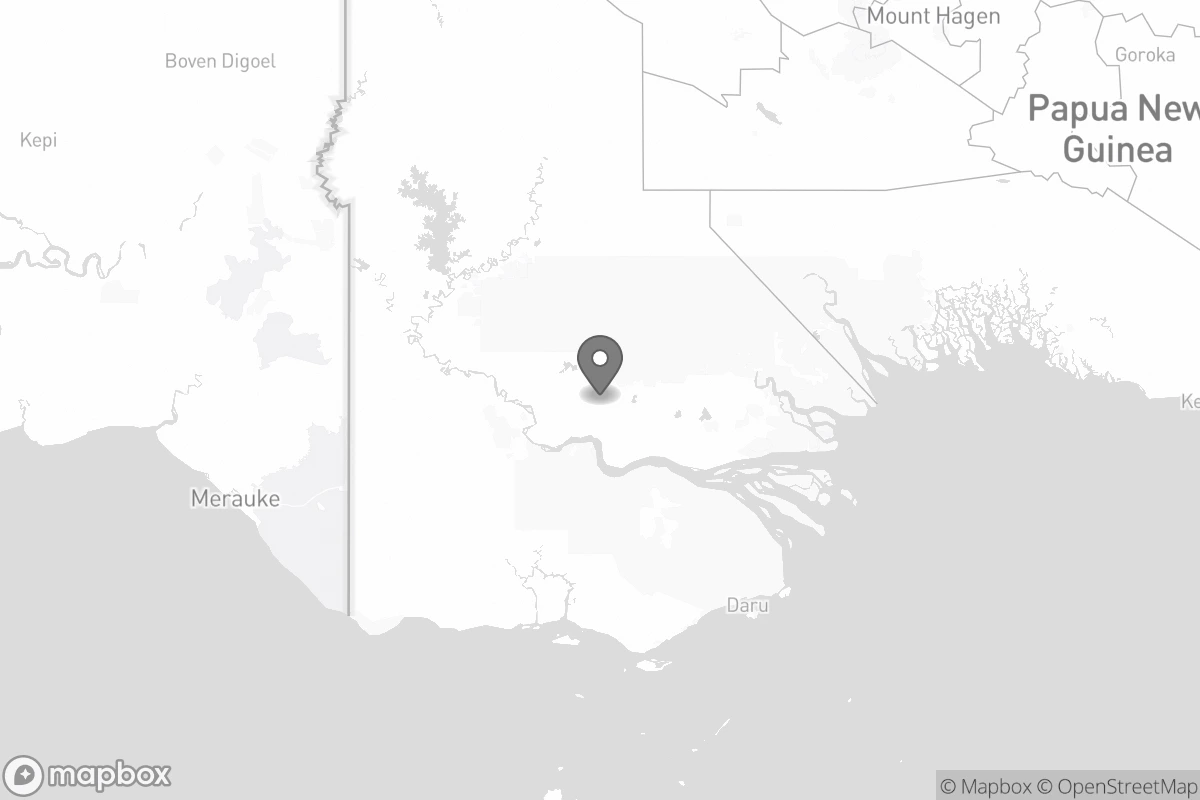 Mount Hagen
Boven Digoel
Goroka
Papua New
Guinea
Kepi
Ke
Merauke
Daru
mapbox
© Mapbox © OpenStreetMap